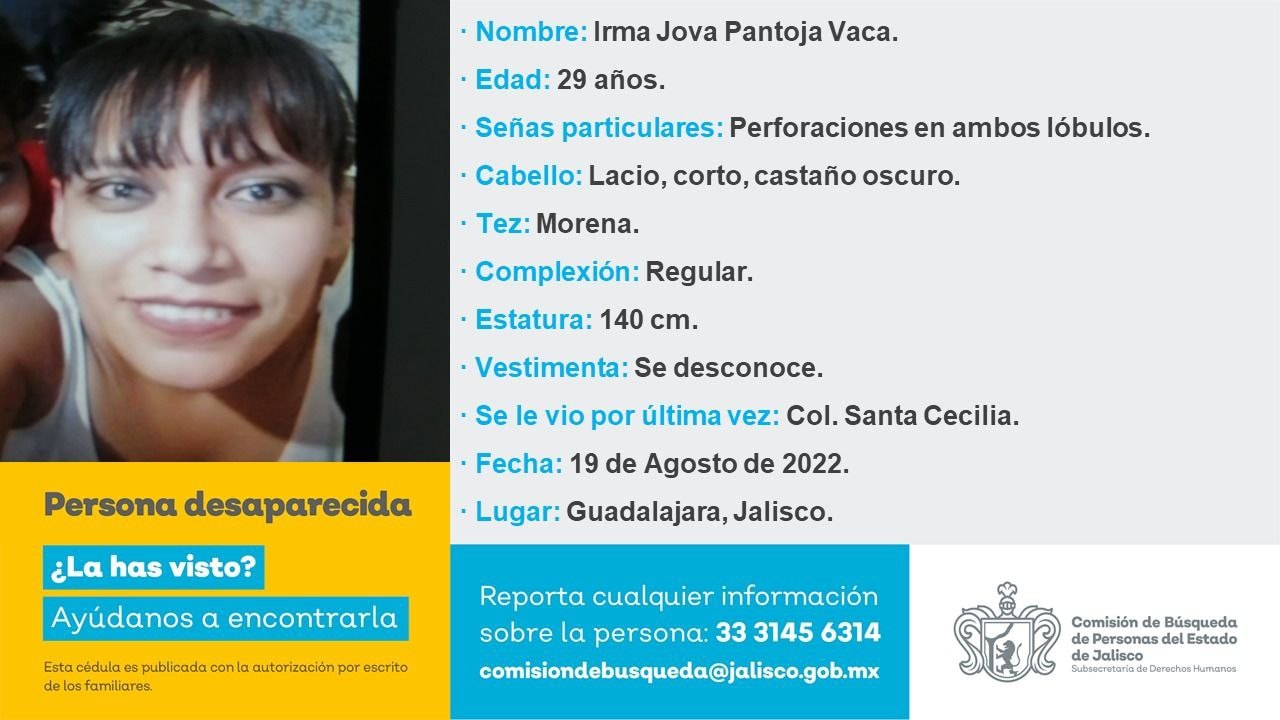 · Nombre: Irma Jova Pantoja Vaca.
· Edad: 29 años.
· Señas particulares: Perforaciones en ambos lóbulos.
· Cabello: Lacio, corto, castaño oscuro.
· Tez: Morena.
· Complexión: Regular.
· Estatura: 140 cm.
· Vestimenta: Se desconoce.
· Se le vio por última vez: Col. Santa Cecilia.
· Fecha: 19 de Agosto de 2022.
· Lugar: Guadalajara, Jalisco.
Persona desaparecida
¿La has visto?
Ayúdanos a encontrarla
Esta cédula es publicada con la autorización por escrito
de los familiares.
Reporta cualquier información
sobre la persona: 33 3145 6314
comisiondebusqueda@jalisco.gob.mx
Comisión de Búsqueda
de Personas del Estado
de Jalisco
Subsecretaría de Derechos Humanos